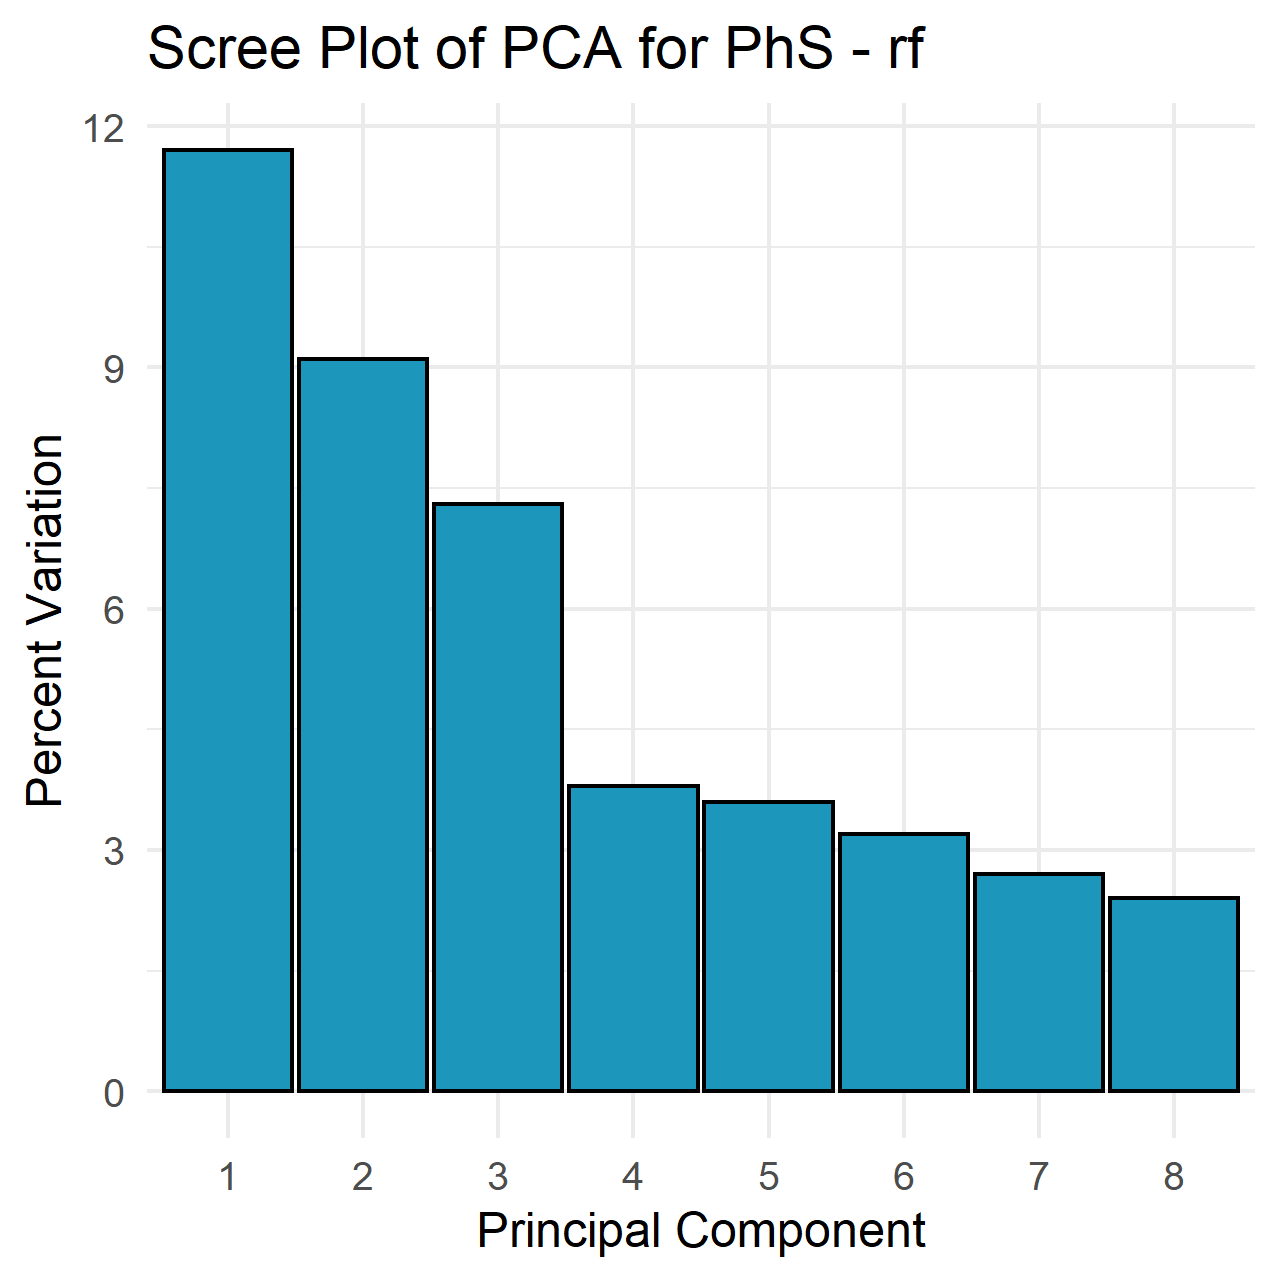 Scree Plot of PCA for PhS - rf
12
9
6
3
0
Percent Variation
1 2 3 4 5 6 7 8
Principal Component